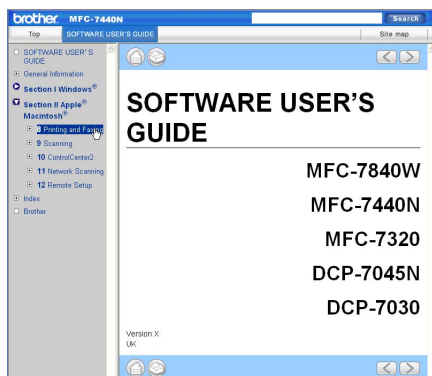 brother MFC-7440N
Search
Top SOFTWARE USER'S GUIDE Site map
SOFTWARE USER' S
GUIDE
General Information
Section I Windows®
Section II Apple®
Macintosh®
8 Printing and Faxing
9 Scanning
10 ControlCenter2
11 Network Scanning
12 Remote Setup
Index
Brother
SOFTWARE USER'S
GUIDE
MFC-7840W
MFC-7440N
MFC-7320
DCP-7045N
DCP-7030
Version X
UK